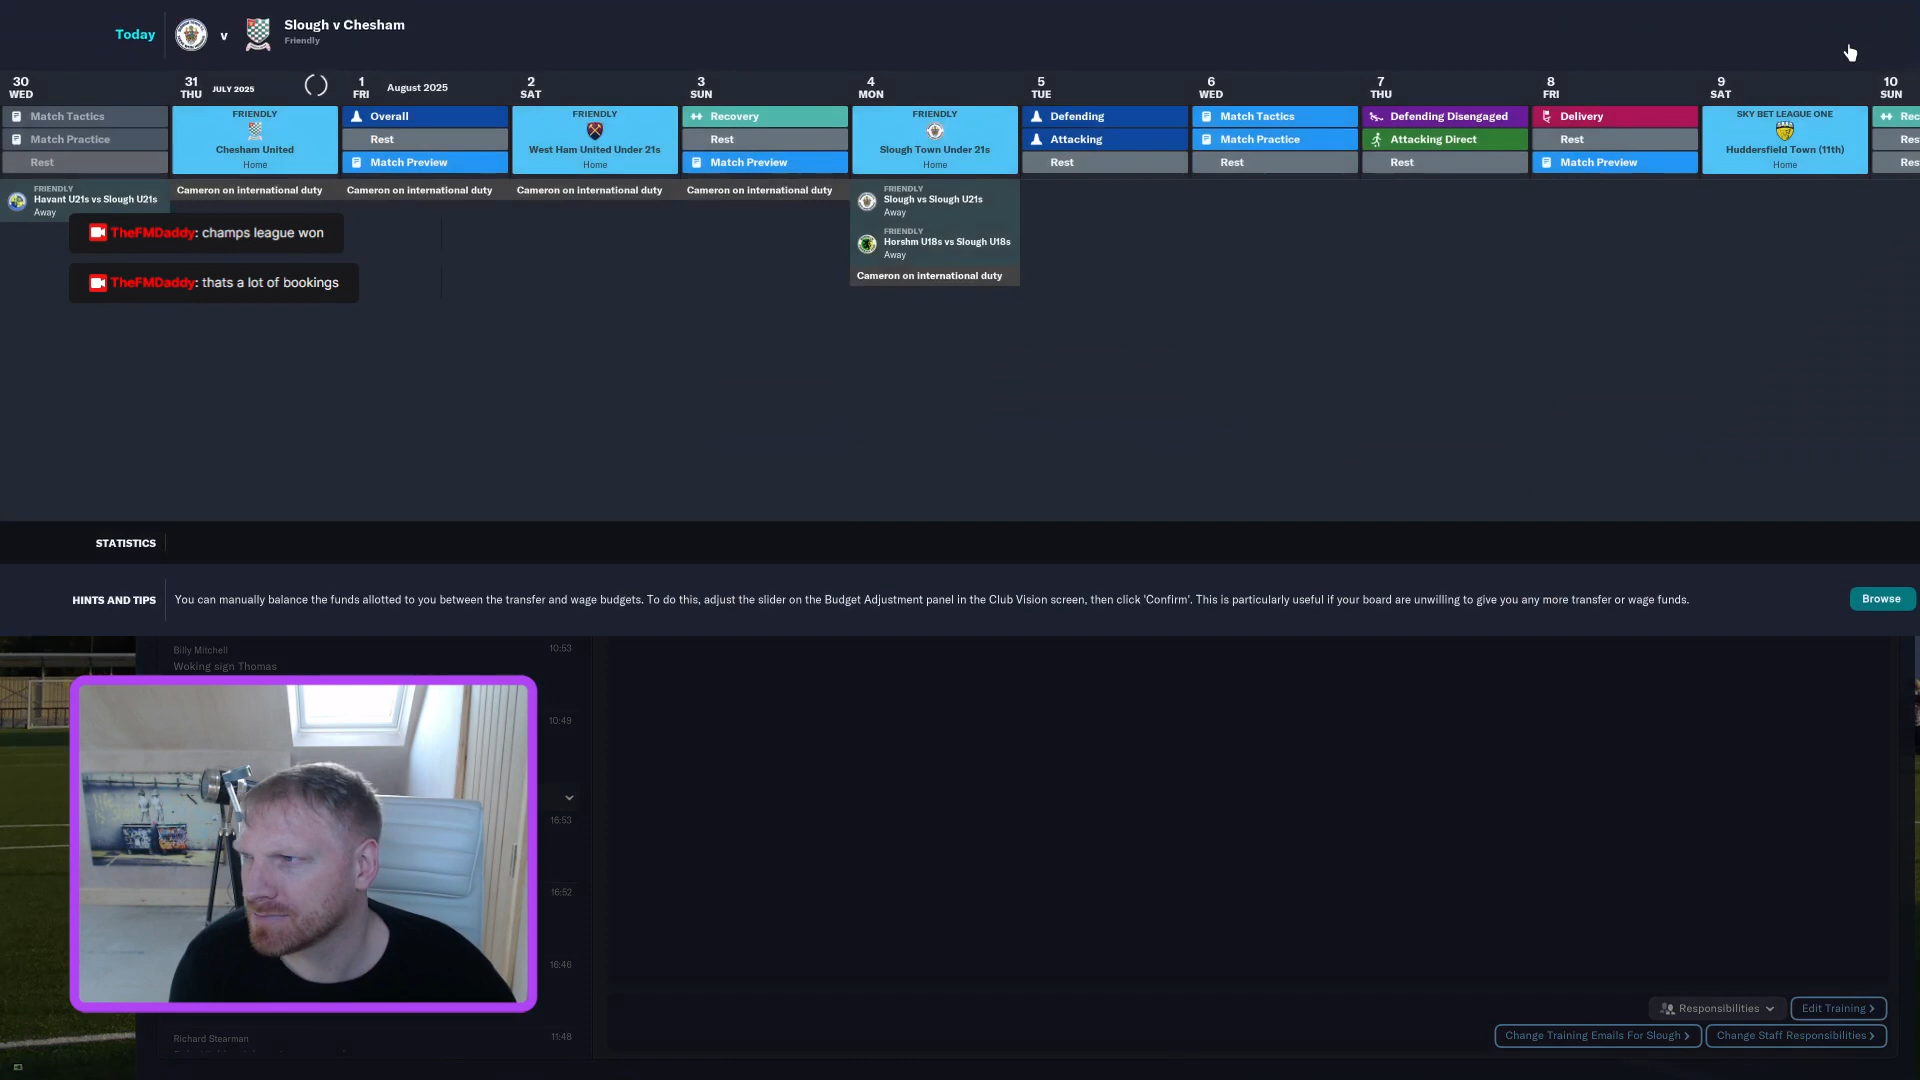 Today
v
Slough v Chesham
Friendly
30
WED
31
THU
JULY 2025
1
FRI
August 2025
2
SAT
3
SUN
4
MON
5
TUE
6
WED
7
THU
8
FRI
9
SAT
10
SUN
Match Tactics
Match Practice
Rest
FRIENDLY
Chesham United
Home
Overall
Rest
Match Preview
FRIENDLY
West Ham United Under 21s
Home
Recovery
Rest
Match Preview
FRIENDLY
Slough Town Under 21s
Home
Defending
Attacking
Rest
Match Tactics
Match Practice
Rest
Defending Disengaged
Attacking Direct
Rest
Delivery
Rest
Match Preview
SKY BET LEAGUE ONE
Huddersfield Town (11th)
Home
Rec
Res
Res
FRIENDLY
Havant U21s vs Slough U21s
Away
Cameron on international duty
Cameron on international duty
Cameron on international duty
Cameron on international duty
FRIENDLY
Slough vs Slough U21s
Away
FRIENDLY
Horshm U18s vs Slough U18s
Away
Cameron on international duty
TheFMDaddy: champs league won
TheFMDaddy: thats a lot of bookings
STATISTICS
HINTS AND TIPS
You can manually balance the funds allotted to you between the transfer and wage budgets. To do this, adjust the slider on the Budget Adjustment panel in the Club Vision screen, then click 'Confirm'. This is particularly useful if your board are unwilling to give you any more transfer or wage funds.
Browse
Billy Mitchell
10:53
Woking sign Thomas
10:49
16:53
16:52
16:46
Richard Stearman
11:48
Responsibilities
Edit Training >
Change Training Emails For Slough >
Change Staff Responsibilities >